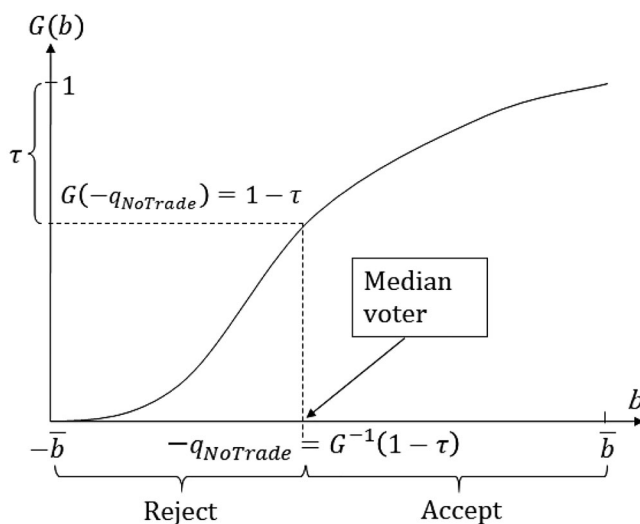 G(b)
1
τ
G(−q_NoTrade) = 1 − τ
Median
voter
b
−b̅
−q_NoTrade = G⁻¹(1 − τ)
b̅
Reject
Accept